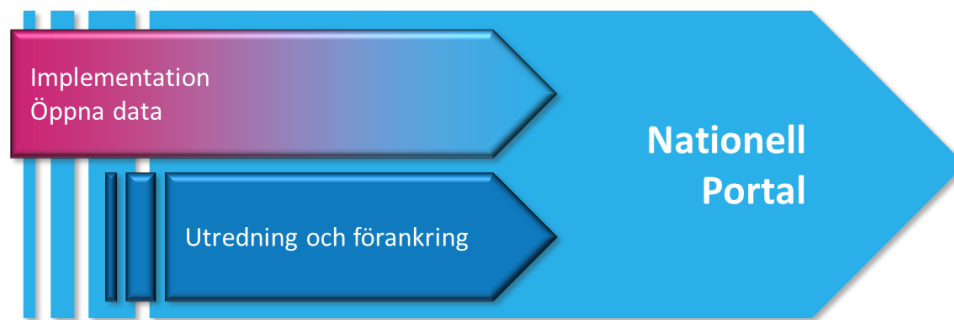 Implementation
Öppna data
Nationell
Portal
Utredning och förankring